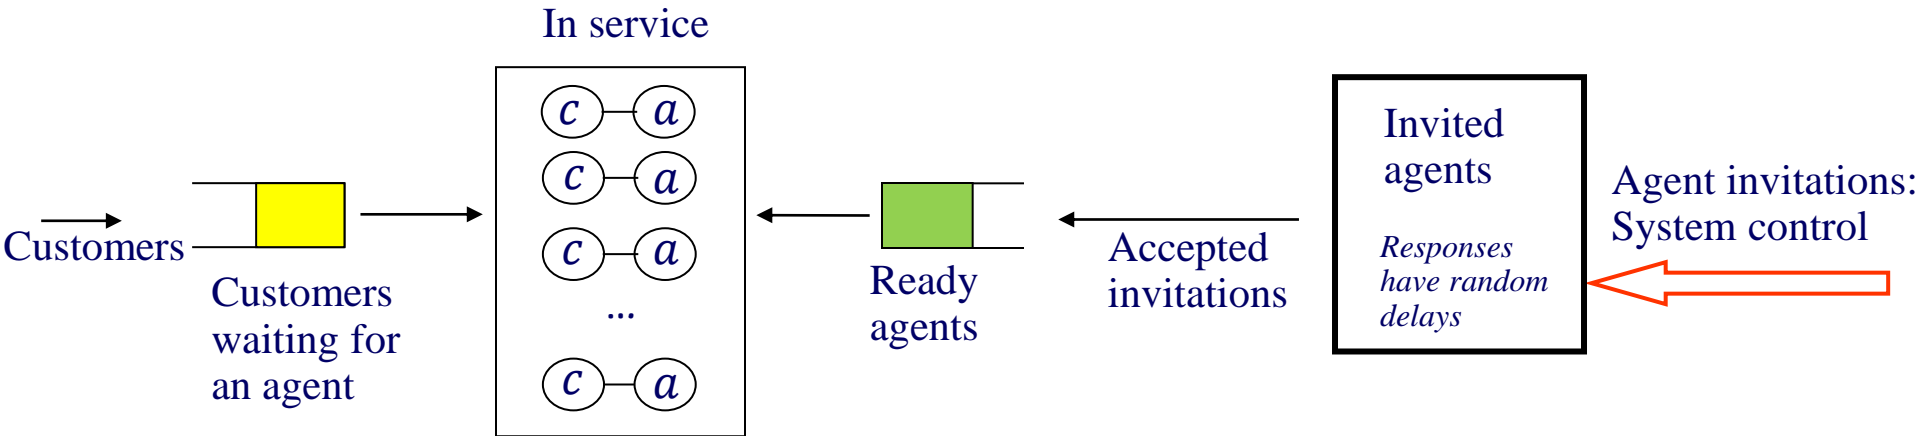 In service
c a
c a
c a
...
c a
Customers
Customers
waiting for
an agent
Ready
agents
Accepted
invitations
Invited
agents
Responses
have random
delays
Agent invitations:
System control